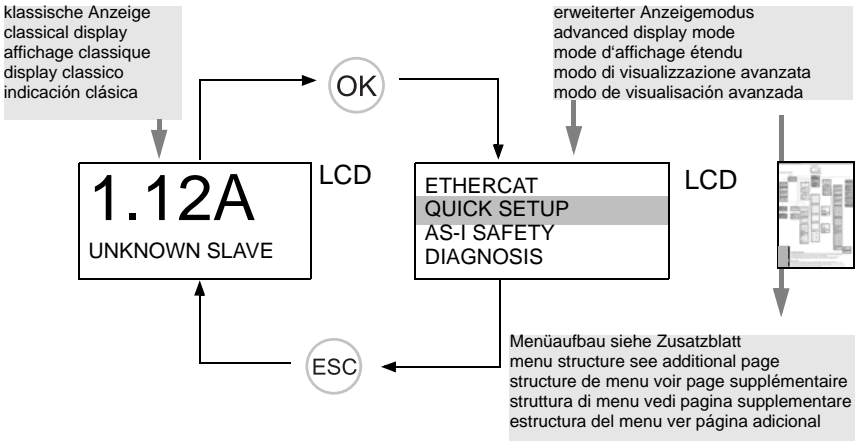 klassische Anzeige
classical display
affichage classique
display classico
indicación clásica
erweiterter Anzeigemodus
advanced display mode
mode d'affichage étendu
modo di visualizzazione avanzata
modo de visualisación avanzada
OK
1.12A
UNKNOWN SLAVE
LCD
ETHERCAT
QUICK SETUP
AS-I SAFETY
DIAGNOSIS
LCD
ESC
Menüaufbau siehe Zusatzblatt
menu structure see additional page
structure de menu voir page supplémentaire
struttura di menu vedi pagina supplementare
estructura del menu ver página adicional